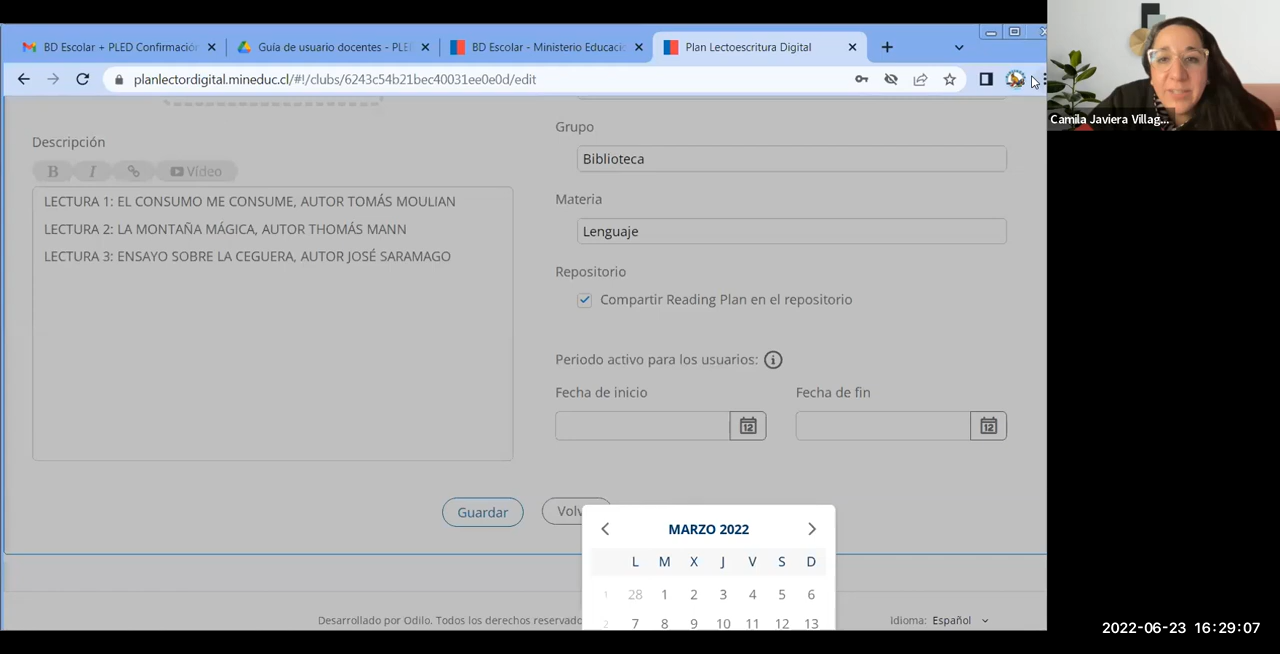 BD Escolar + PLED Confirmació
Guía de usuario docentes - PLE
BD Escolar - Ministerio Educaci
Plan Lectoescritura Digital
planlectordigital.mineduc.cl/#!/clubs/6243c54b21bec40031ee0e0d/edit
Camila Javiera Villag...
Descripción
B I Vídeo
LECTURA 1: EL CONSUMO ME CONSUME, AUTOR TOMÁS MOULIAN
LECTURA 2: LA MONTAÑA MÁGICA, AUTOR THOMÁS MANN
LECTURA 3: ENSAYO SOBRE LA CEGUERA, AUTOR JOSÉ SARAMAGO
Grupo
Biblioteca
Materia
Lenguaje
Repositorio
Compartir Reading Plan en el repositorio
Periodo activo para los usuarios:
Fecha de inicio Fecha de fin
12 12
Guardar Volv
MARZO 2022
L M X J V S D
1 28 1 2 3 4 5 6
2 7 8 9 10 11 12 13
Desarrollado por Odilo. Todos los derechos reservado
Idioma: Español
2022-06-23 16:29:07